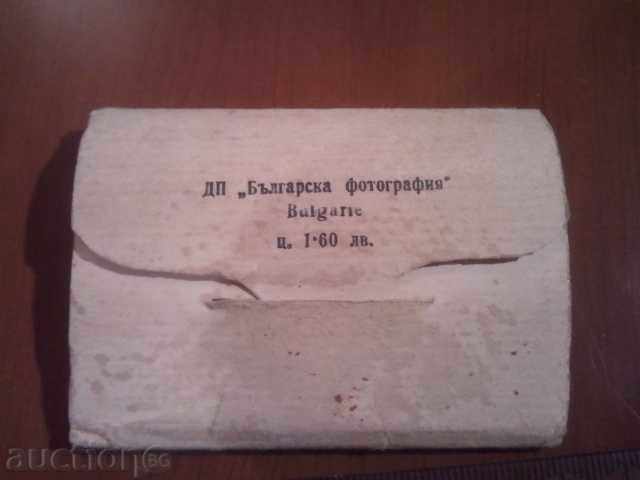 ДП „Българска фотография"
Bulgarie
ц. 1·60 лв.
auction BG